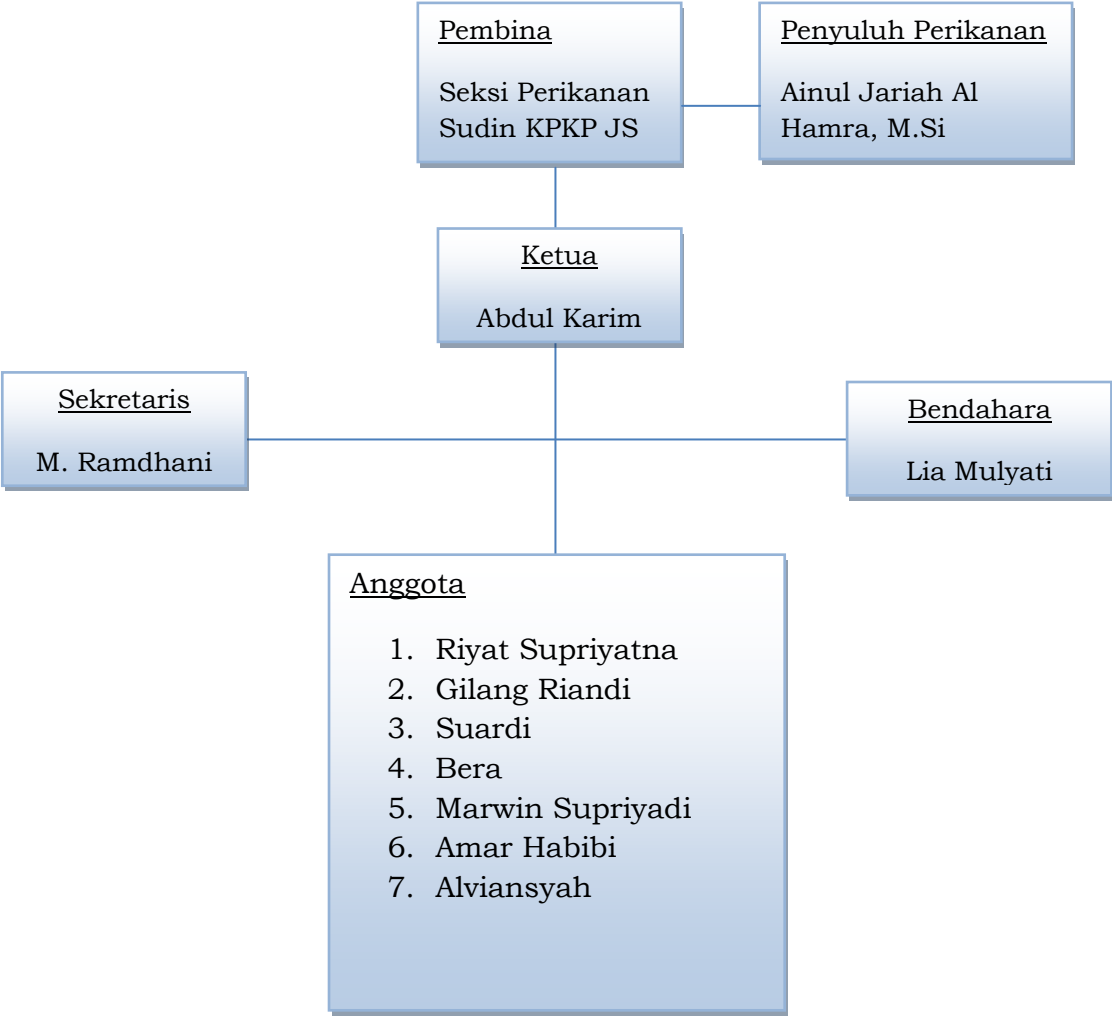 Pembina
Seksi Perikanan
Sudin KPKP JS
Penyuluh Perikanan
Ainul Jariah Al
Hamra, M.Si
Ketua
Abdul Karim
Sekretaris
M. Ramdhani
Bendahara
Lia Mulyati
Anggota
1. Riyat Supriyatna
2. Gilang Riandi
3. Suardi
4. Bera
5. Marwin Supriyadi
6. Amar Habibi
7. Alviansyah